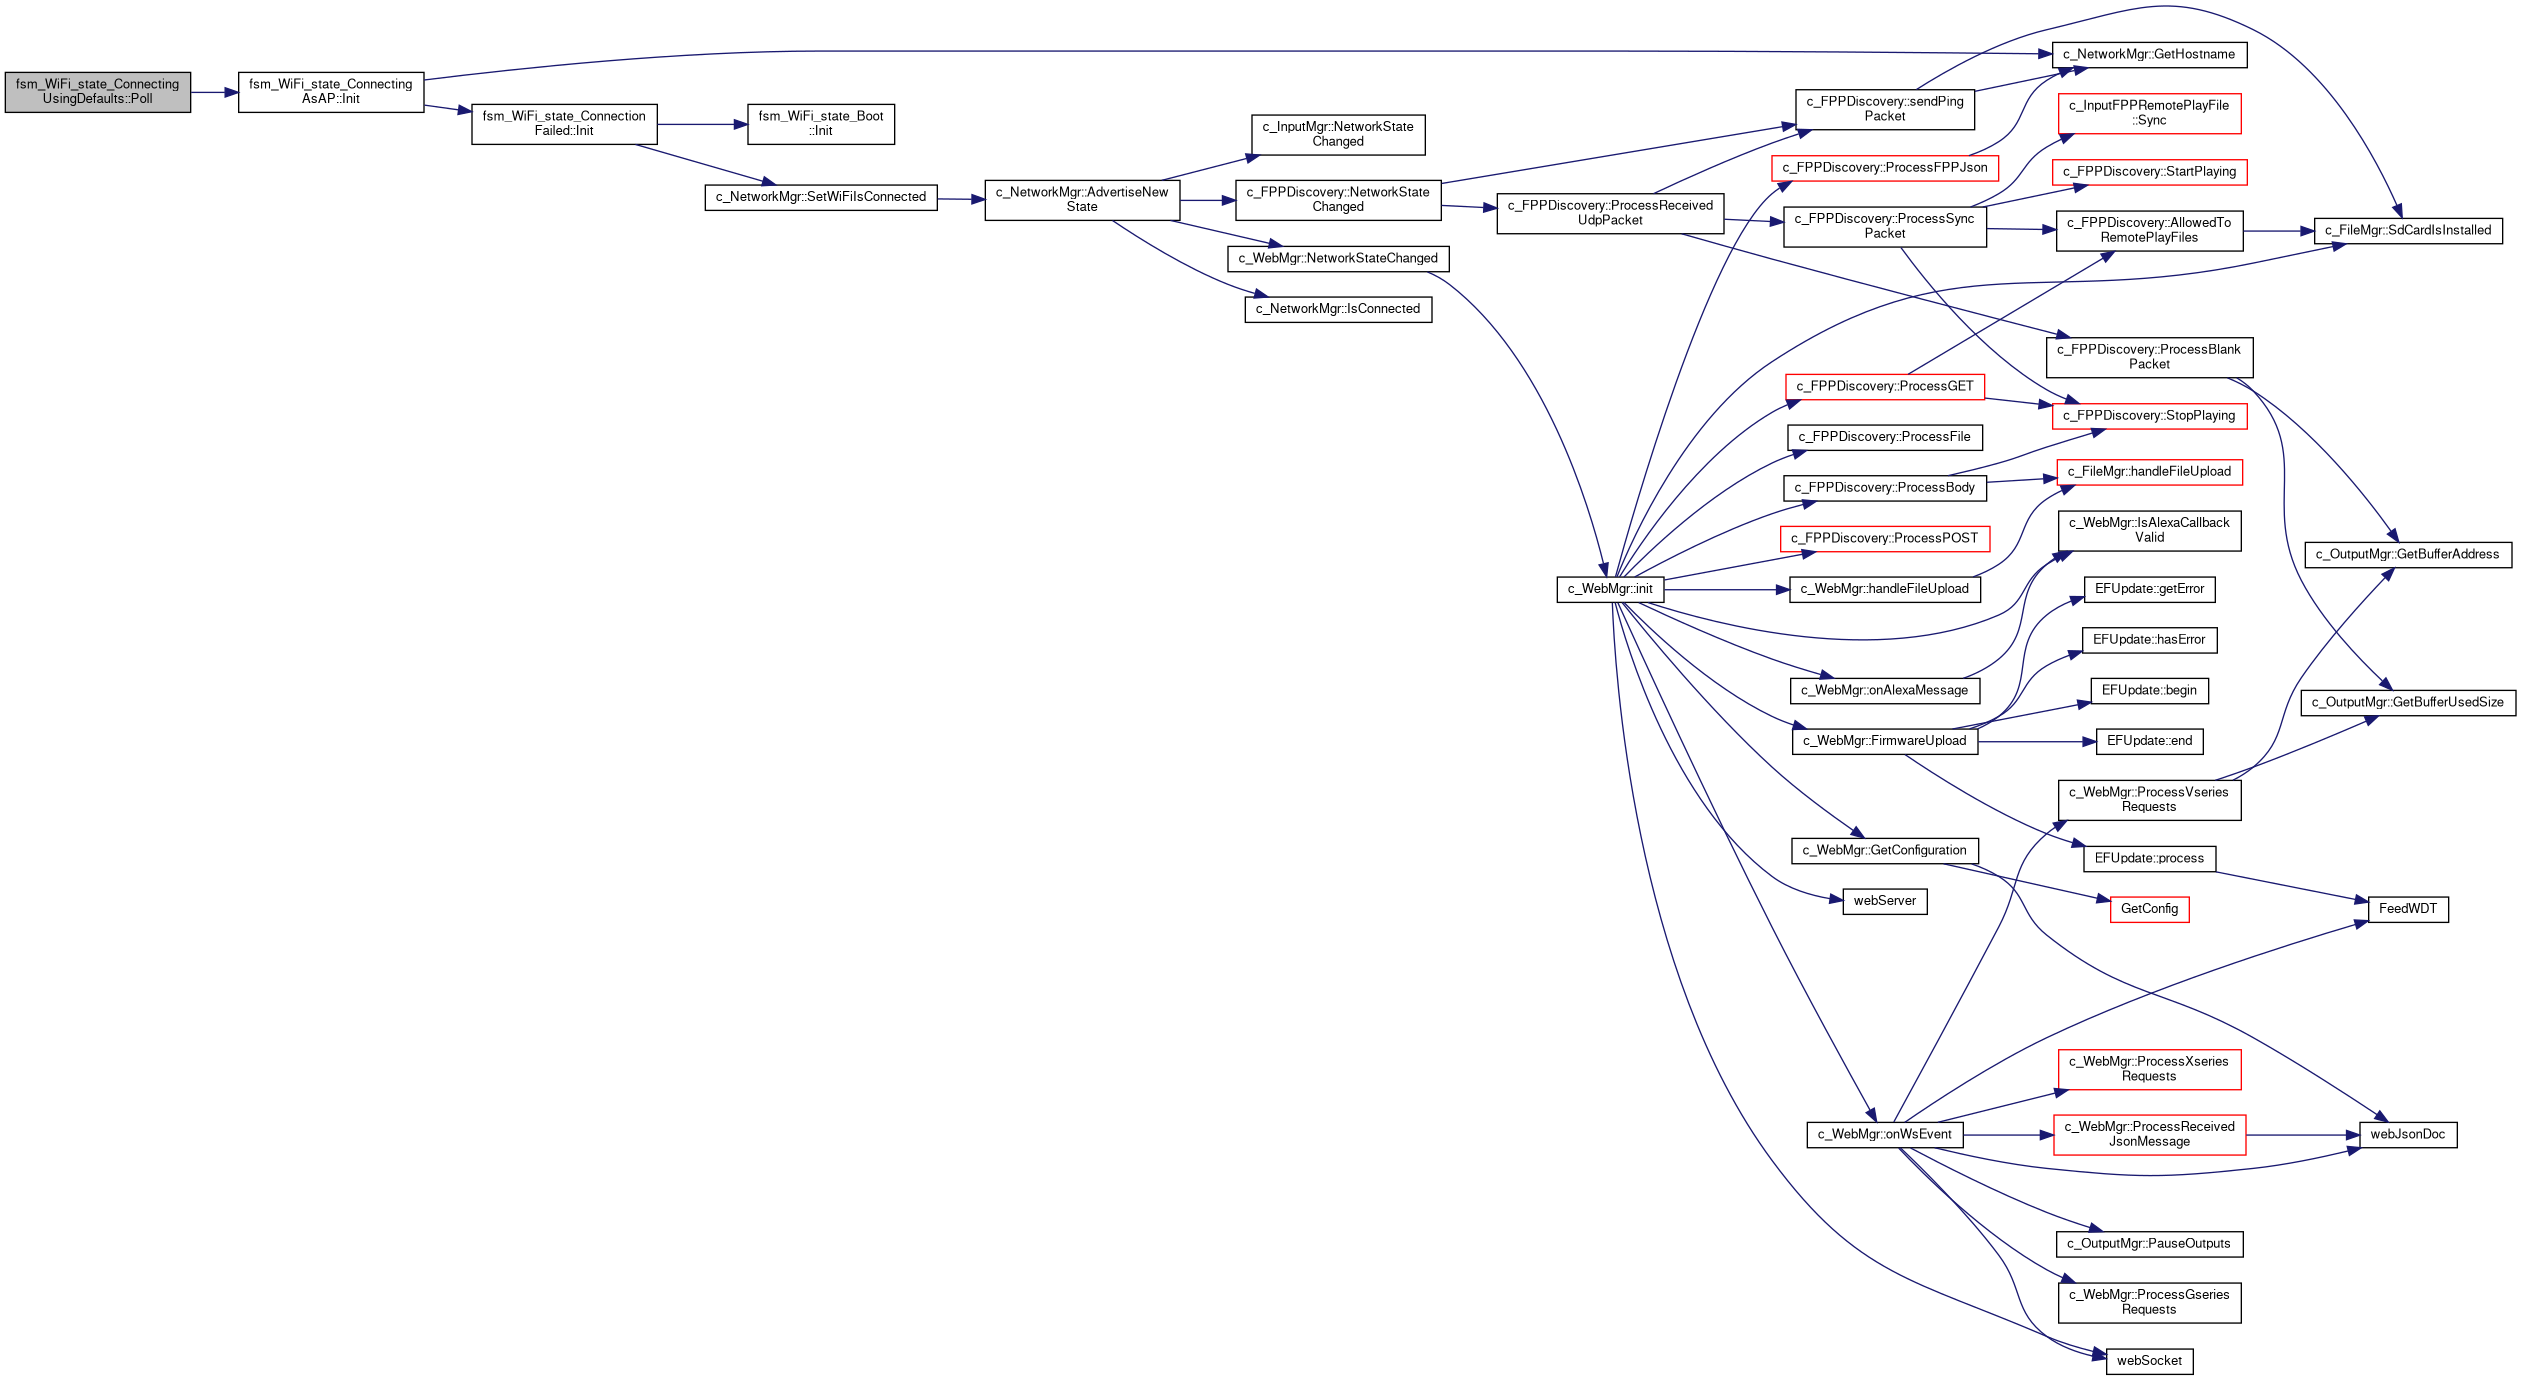 fsm_WiFi_state_Connecting
UsingDefaults::Poll
fsm_WiFi_state_Connecting
AsAP::Init
fsm_WiFi_state_Connection
Failed::Init
fsm_WiFi_state_Boot
::Init
c_NetworkMgr::SetWiFiIsConnected
c_NetworkMgr::AdvertiseNew
State
c_InputMgr::NetworkState
Changed
c_FPPDiscovery::NetworkState
Changed
c_WebMgr::NetworkStateChanged
c_NetworkMgr::IsConnected
c_FPPDiscovery::ProcessReceived
UdpPacket
c_WebMgr::init
c_FPPDiscovery::sendPing
Packet
c_FPPDiscovery::ProcessFPPJson
c_FPPDiscovery::ProcessSync
Packet
c_FPPDiscovery::ProcessGET
c_FPPDiscovery::ProcessFile
c_FPPDiscovery::ProcessBody
c_FPPDiscovery::ProcessPOST
c_WebMgr::handleFileUpload
c_WebMgr::onAlexaMessage
c_WebMgr::FirmwareUpload
c_WebMgr::GetConfiguration
webServer
c_WebMgr::onWsEvent
c_NetworkMgr::GetHostname
c_InputFPPRemotePlayFile
::Sync
c_FPPDiscovery::StartPlaying
c_FPPDiscovery::AllowedTo
RemotePlayFiles
c_FPPDiscovery::ProcessBlank
Packet
c_FPPDiscovery::StopPlaying
c_FileMgr::handleFileUpload
c_WebMgr::IsAlexaCallback
Valid
EFUpdate::getError
EFUpdate::hasError
EFUpdate::begin
EFUpdate::end
c_WebMgr::ProcessVseries
Requests
EFUpdate::process
GetConfig
c_WebMgr::ProcessXseries
Requests
c_WebMgr::ProcessReceived
JsonMessage
c_OutputMgr::PauseOutputs
c_WebMgr::ProcessGseries
Requests
webSocket
c_FileMgr::SdCardIsInstalled
c_OutputMgr::GetBufferAddress
c_OutputMgr::GetBufferUsedSize
FeedWDT
webJsonDoc